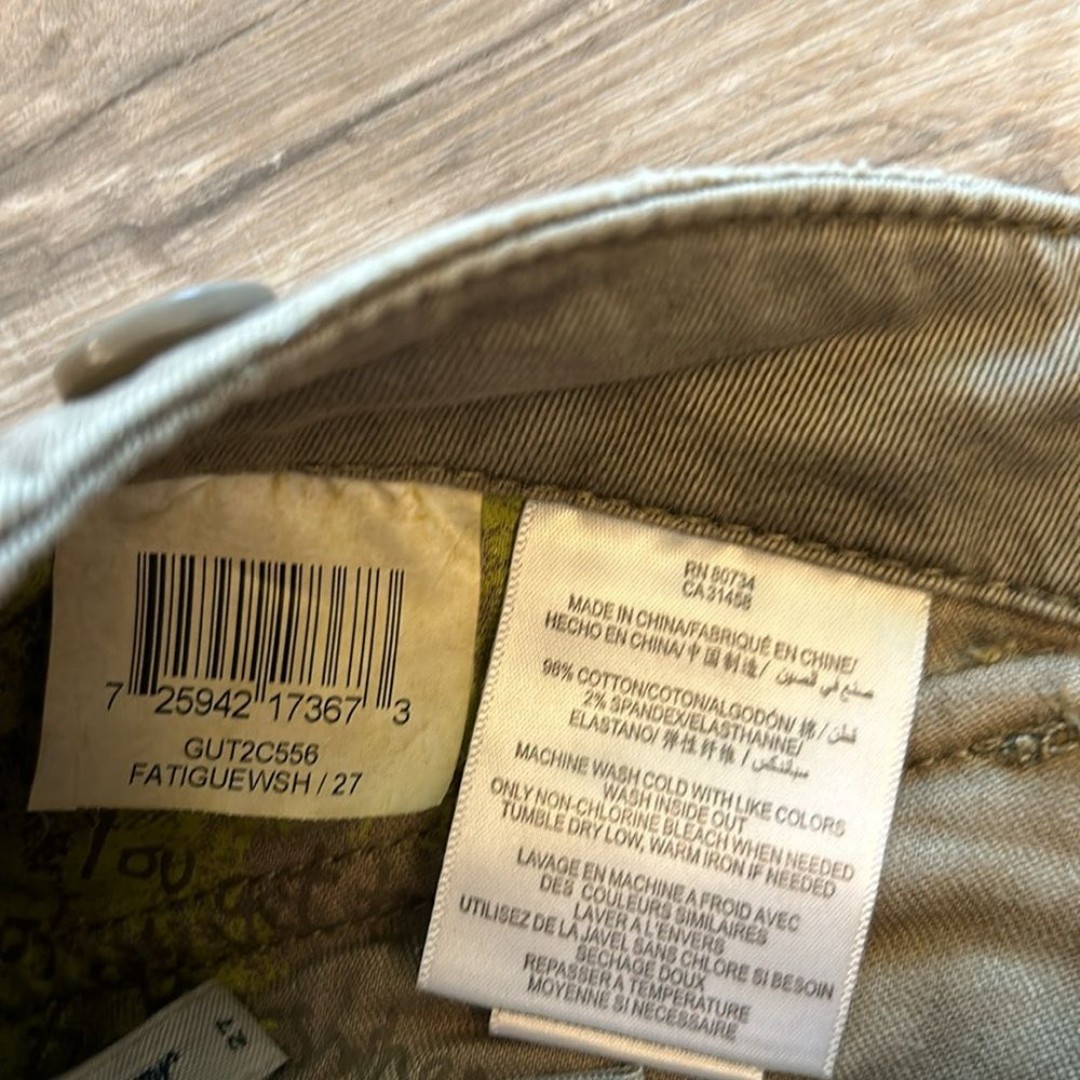 7 25942 17367 3
GUT2C556
FATIGUEWSH / 27
RN 80734
CA 31458
MADE IN CHINA/FABRIQUÉ EN CHINE/
HECHO EN CHINA/中国制造/ صنع في الصين
98% COTTON/COTON/ALGODÓN/ 棉 / قطن
2% SPANDEX/ELASTHANNE/
ELASTANO/ 弹性纤维 / سباندكس
MACHINE WASH COLD WITH LIKE COLORS
WASH INSIDE OUT
ONLY NON-CHLORINE BLEACH WHEN NEEDED
TUMBLE DRY LOW, WARM IRON IF NEEDED
LAVAGE EN MACHINE A FROID AVEC
DES COULEURS SIMILAIRES
LAVER A L'ENVERS
UTILISEZ DE LA JAVEL SANS CHLORE SI BESOIN
SECHAGE DOUX
REPASSER A TEMPERATURE
MOYENNE SI NECESSAIRE
27